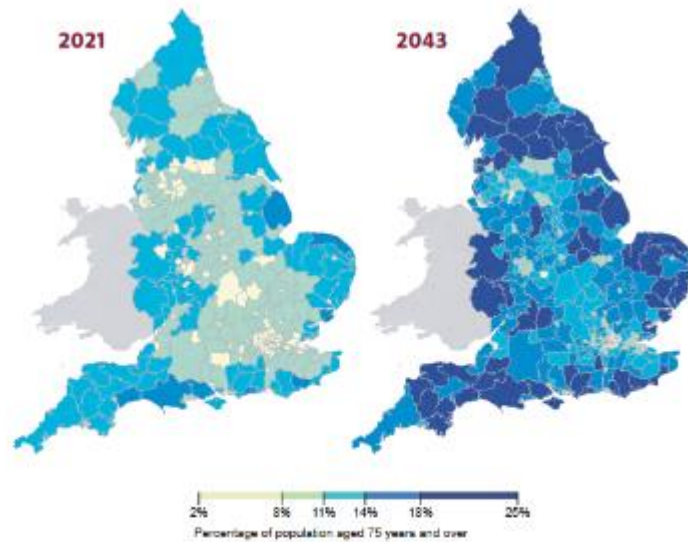 2021
2043
2% 8% 11% 14% 18% 25%
Percentage of population aged 75 years and over